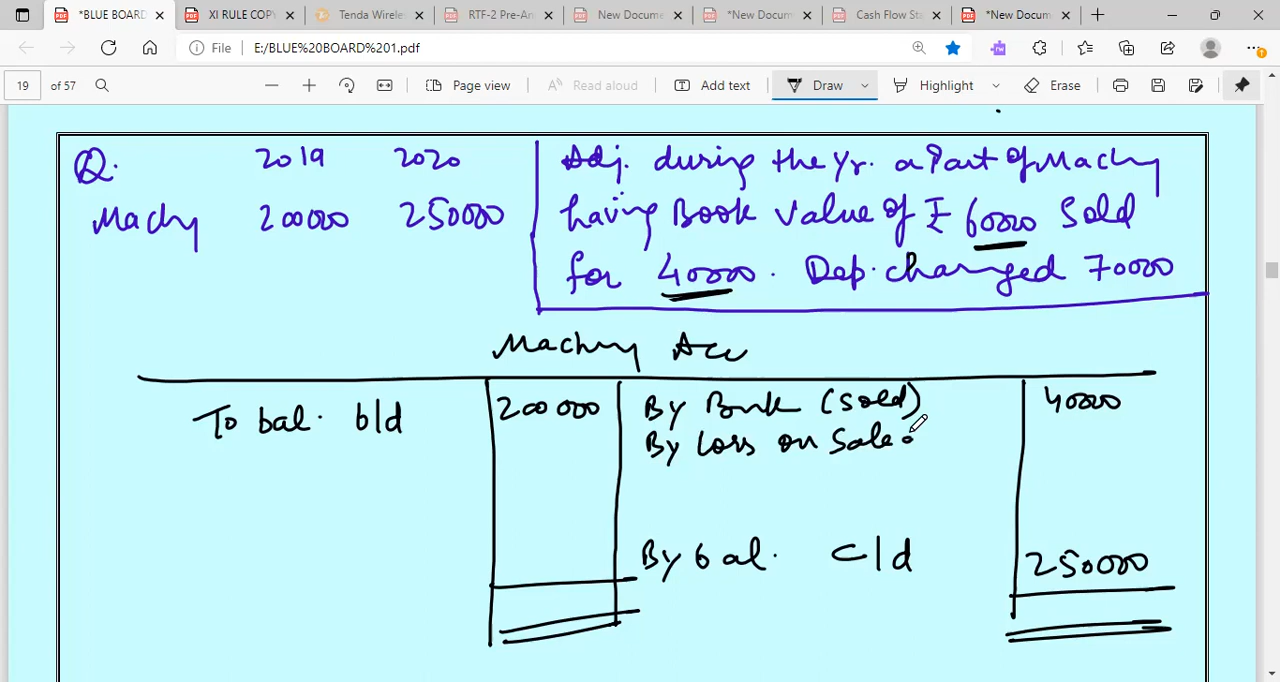 *BLUE BOARD
XI RULE COPY
Tenda Wirele
RTF-2 Pre-Ar
New Docume
*New Docum
Cash Flow Sta
*New Docum
File
E:/BLUE%20BOARD%201.pdf
19 of 57
Page view
Read aloud
Add text
Draw
Highlight
Erase
Q. 2019 2020
Machy 200000 250000
Adj. during the Yr. a Part of Machy
having Book Value of ₹ 60000 Sold
for 40000. Dep. charged 70000
Machry Acc
To bal. b/d 200000
By Bank (Sold) 40000
By Loss on Sale
By bal. c/d 250000